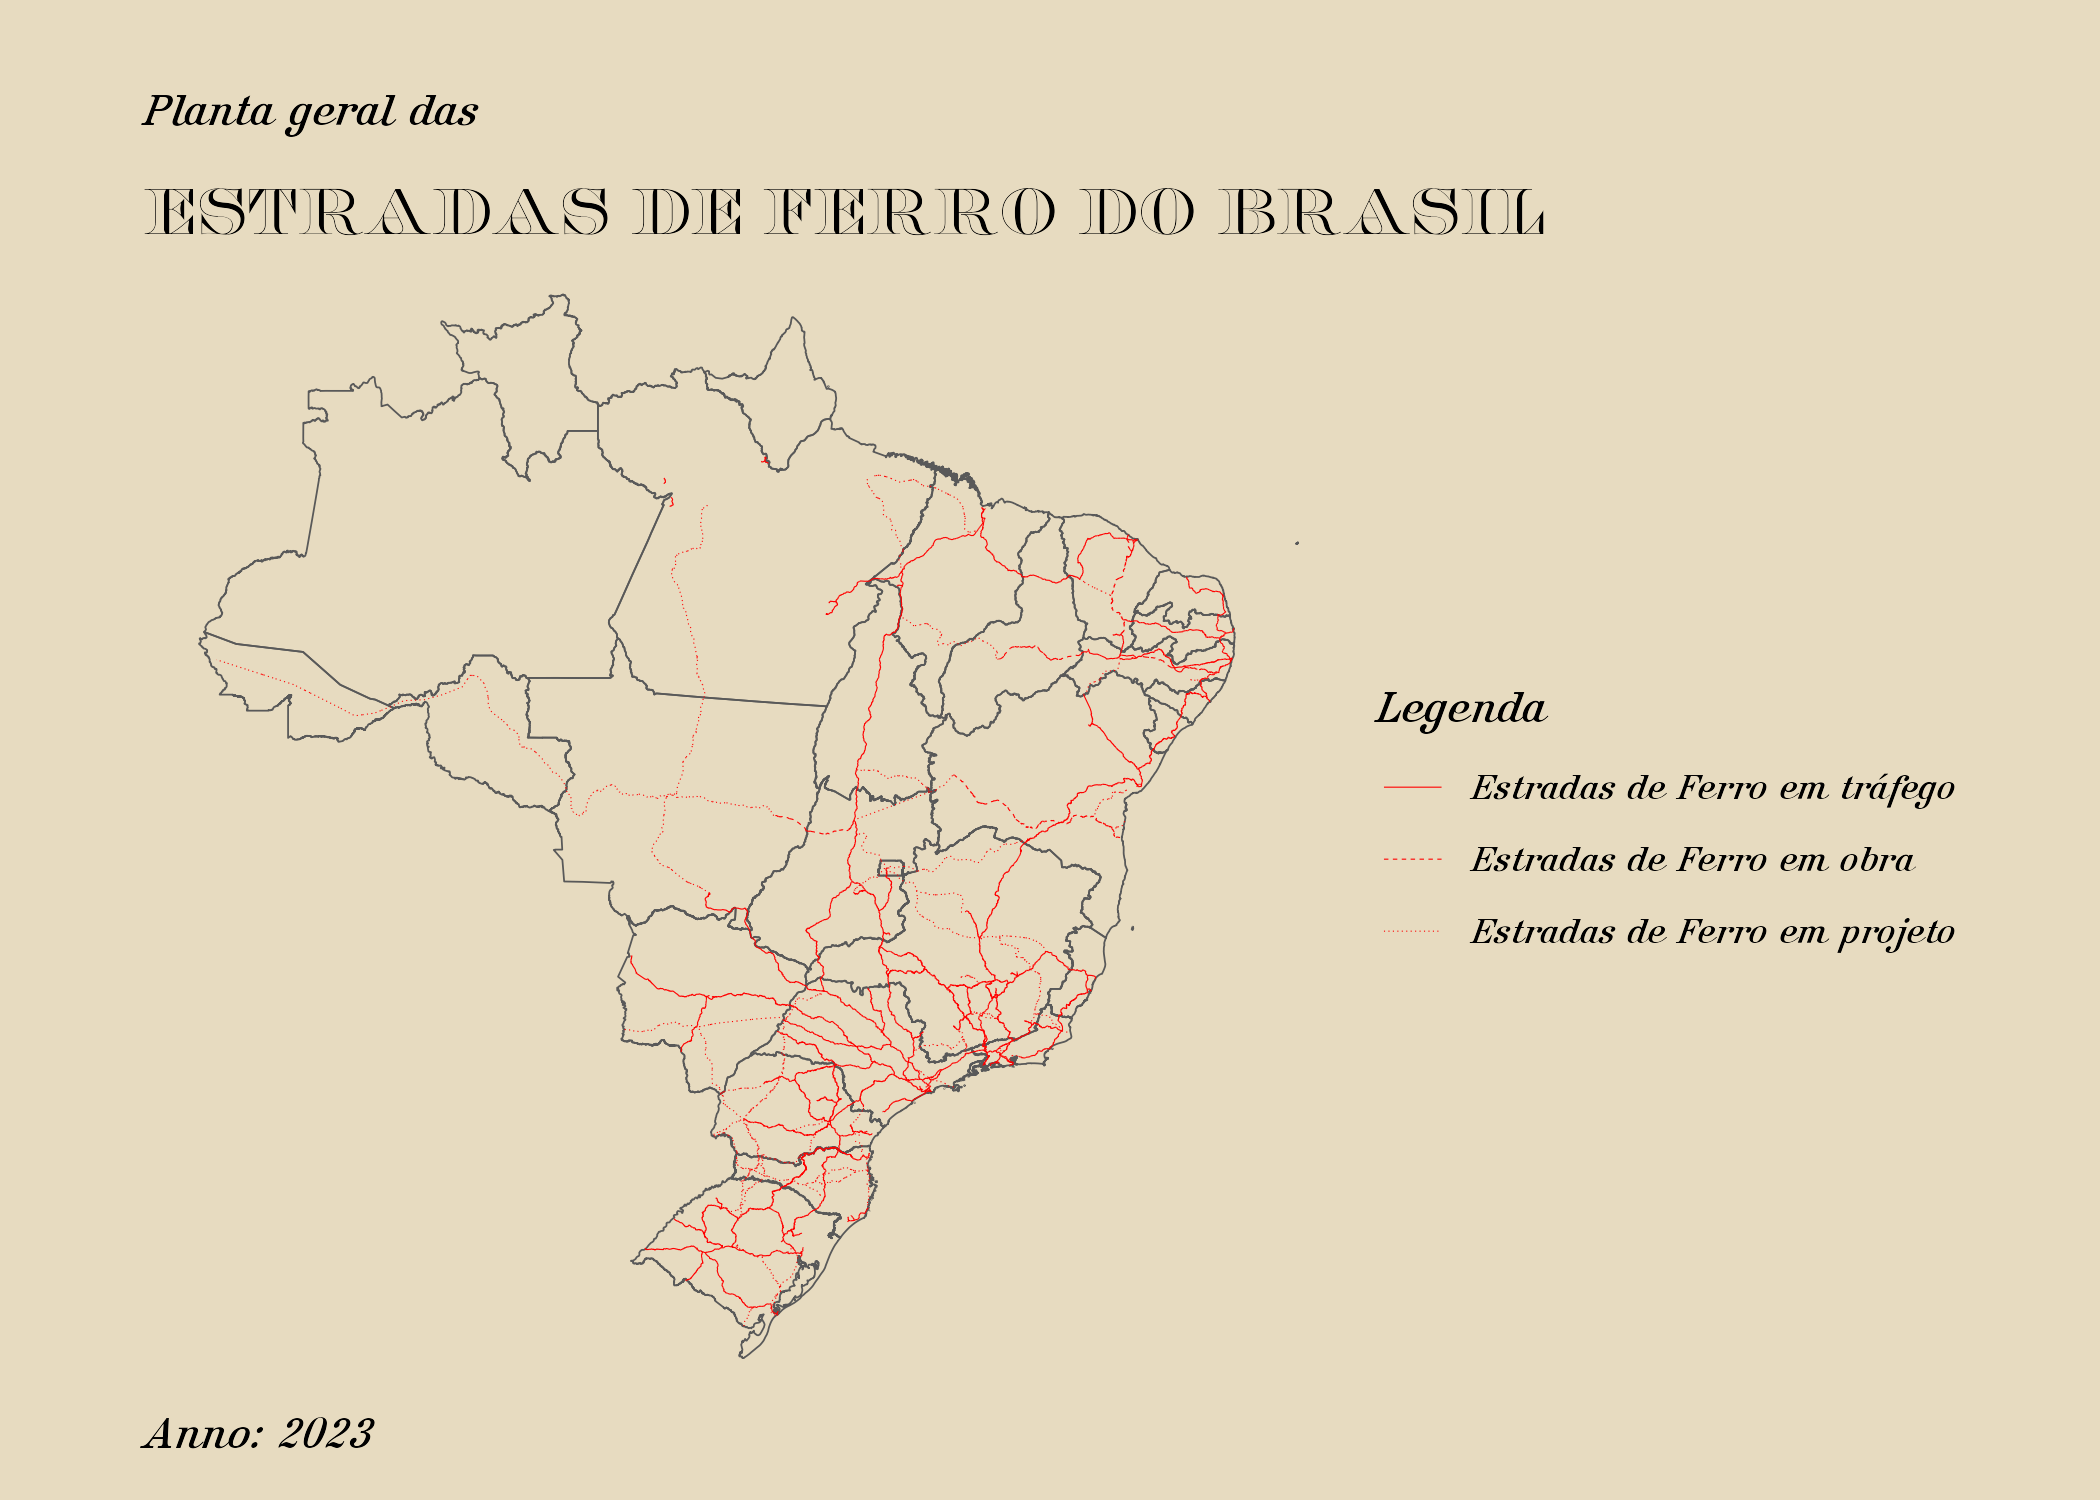 Planta geral das
ESTRADAS DE FERRO DO BRASIL
Legenda
Estradas de Ferro em tráfego
Estradas de Ferro em obra
Estradas de Ferro em projeto
Anno: 2023